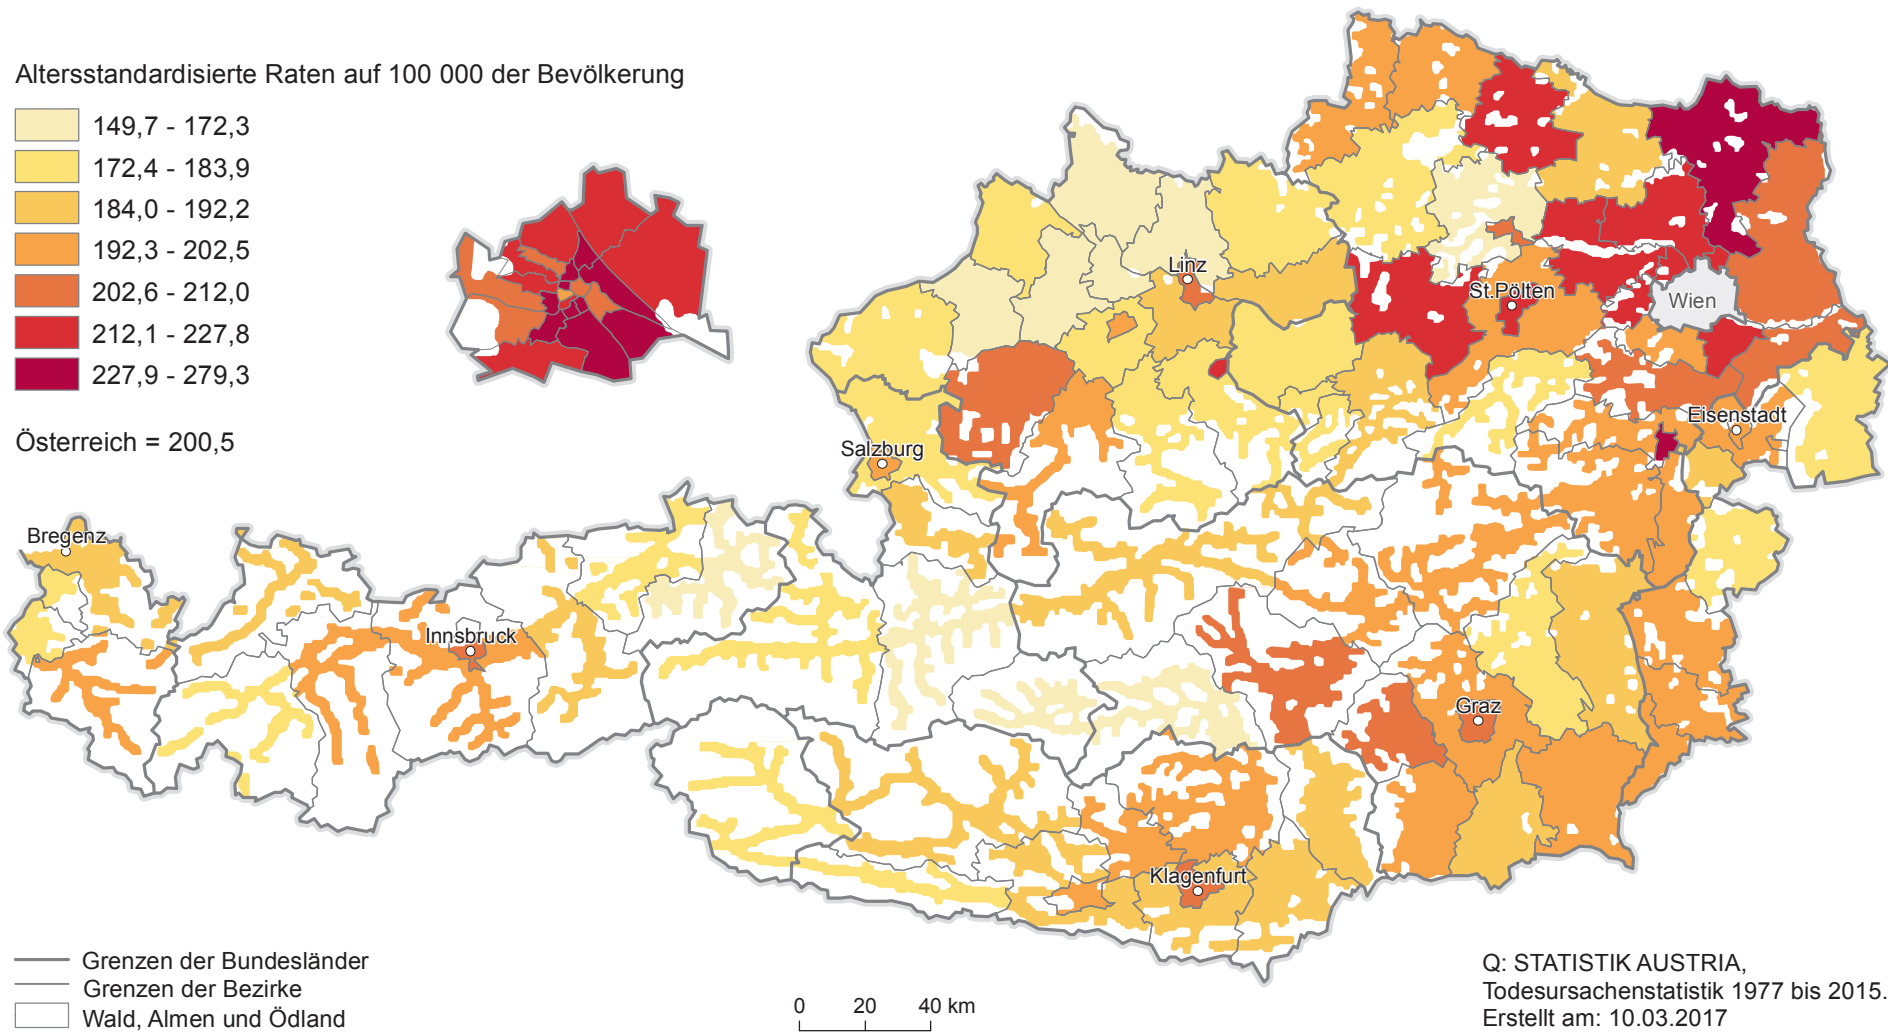 Altersstandardisierte Raten auf 100 000 der Bevölkerung
149,7 - 172,3
172,4 - 183,9
184,0 - 192,2
192,3 - 202,5
202,6 - 212,0
212,1 - 227,8
227,9 - 279,3
Österreich = 200,5
Linz
St.Pölten
Wien
Eisenstadt
Salzburg
Bregenz
Innsbruck
Graz
Klagenfurt
Grenzen der Bundesländer
Grenzen der Bezirke
Wald, Almen und Ödland
0 20 40 km
Q: STATISTIK AUSTRIA,
Todesursachenstatistik 1977 bis 2015.
Erstellt am: 10.03.2017